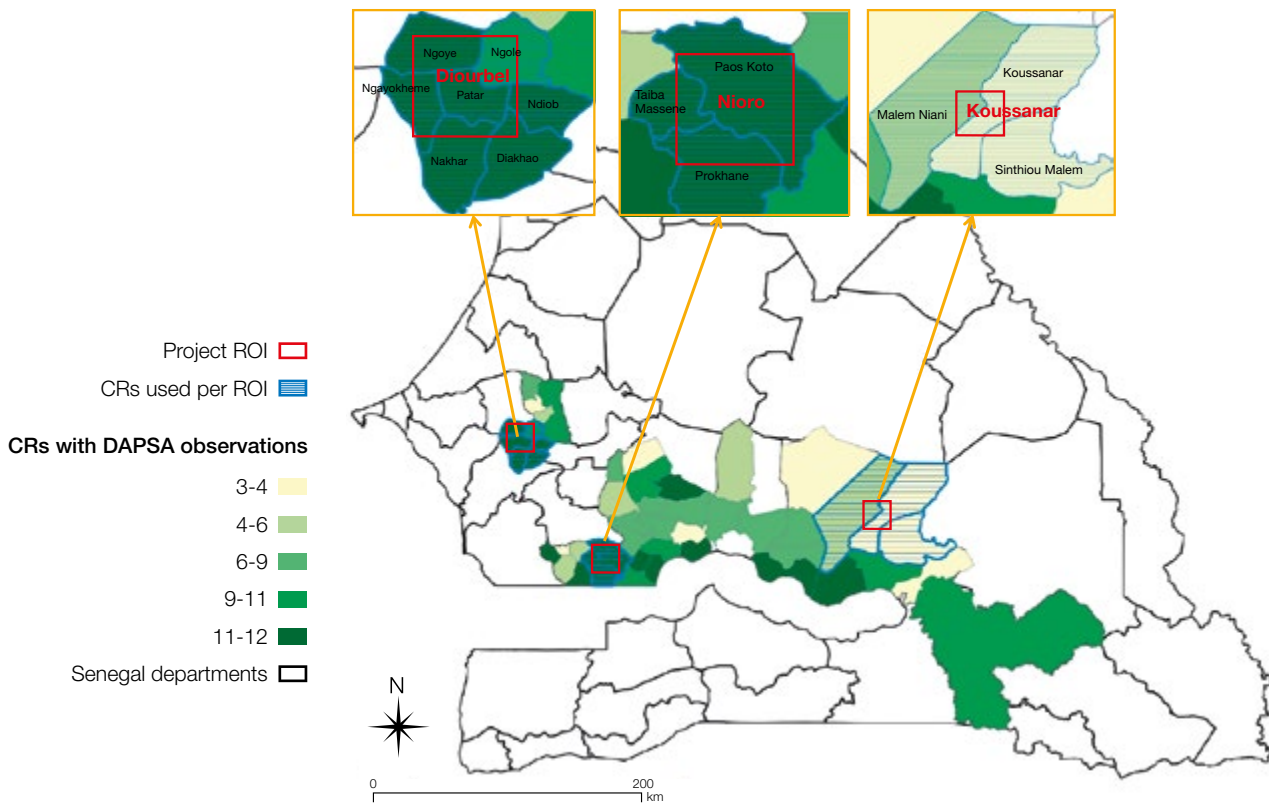 Ngoye
Ngole
Diourbel
Ngayokheme
Patar
Ndiob
Nakhar
Diakhao
Paos Koto
Taïba
Massene
Nioro
Prokhane
Koussanar
Malem Niani
Koussanar
Sinthiou Malem
Project ROI
CRs used per ROI
CRs with DAPSA observations
3-4
4-6
6-9
9-11
11-12
Senegal departments
N
0
200
km